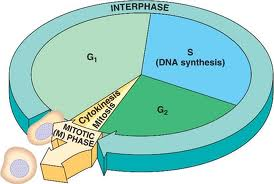 INTERPHASE
G1
S
(DNA synthesis)
Cytokinesis
Mitosis
G2
MITOTIC
(M) PHASE